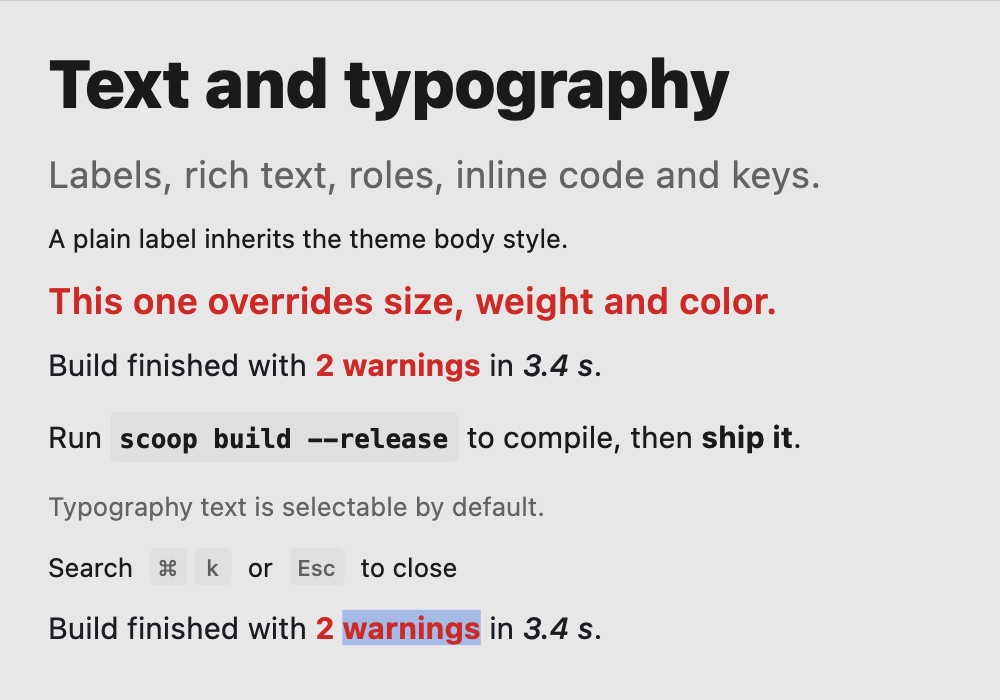 Text and typography
Labels, rich text, roles, inline code and keys.
A plain label inherits the theme body style.
This one overrides size, weight and color.
Build finished with 2 warnings in 3.4 s.
Run scoop build --release to compile, then ship it.
Typography text is selectable by default.
Search ⌘ k or Esc to close
Build finished with 2 warnings in 3.4 s.